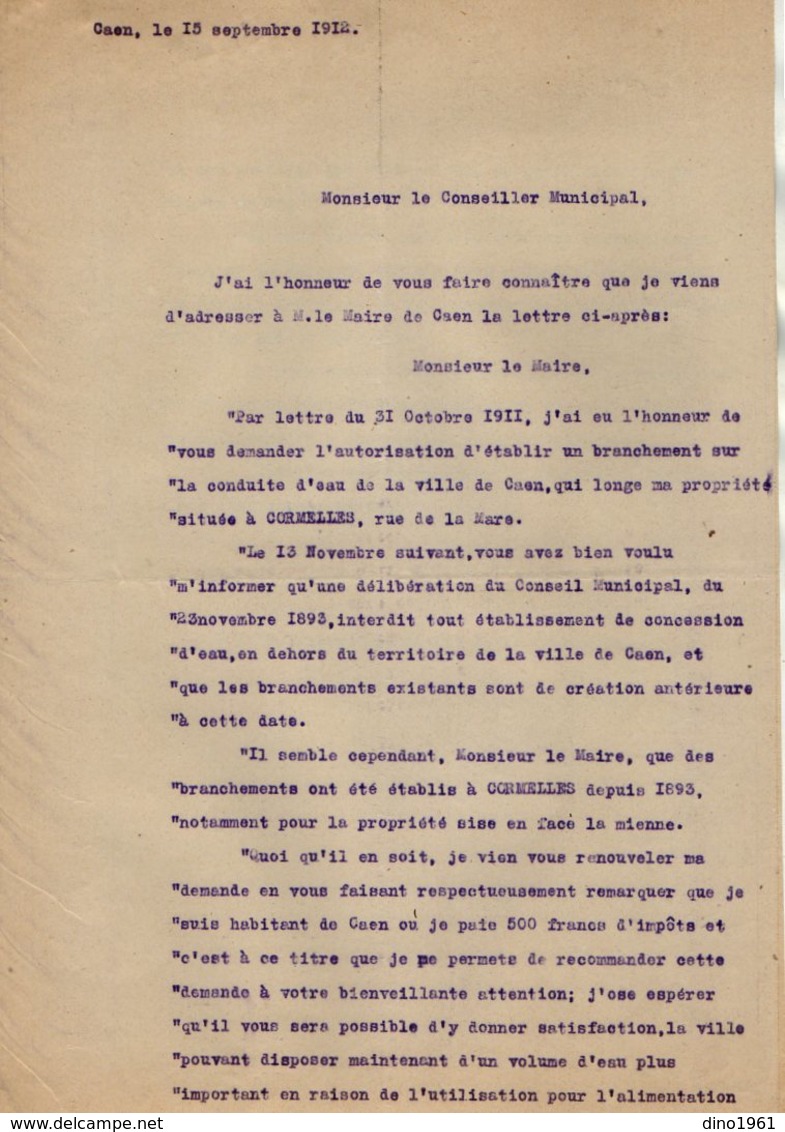 Caen, le 15 septembre 1912.
Monsieur le Conseiller Municipal,
J'ai l'honneur de vous faire connaître que je viens
d'adresser à M.le Maire de Caen la lettre ci-après:
Monsieur le Maire,
"Par lettre du 31 Octobre 1911, j'ai eu l'honneur de
"vous demander l'autorisation d'établir un branchement sur
"la conduite d'eau de la ville de Caen,qui longe ma propriété
"située à CORMELLES, rue de la Mare.
"Le 13 Novembre suivant,vous avez bien voulu
"m'informer qu'une délibération du Conseil Municipal, du
"23novembre 1893,interdit tout établissement de concession
"d'eau,en dehors du territoire de la ville de Caen, et
"que les branchements existants sont de création antérieure
"à cette date.
"Il semble cependant, Monsieur le Maire, que des
"branchements ont été établis à CORMELLES depuis 1893,
"notamment pour la propriété sise en face la mienne.
"Quoi qu'il en soit, je vien vous renouveler ma
"demande en vous faisant respectueusement remarquer que je
"suis habitant de Caen où je paie 500 francs d'impôts et
"c'est à ce titre que je me permets de recommander cette
"demande à votre bienveillante attention; j'ose espérer
"qu'il vous sera possible d'y donner satisfaction,la ville
"pouvant disposer maintenant d'un volume d'eau plus
"important en raison de l'utilisation pour l'alimentation
dino1961
www.delcampe.net